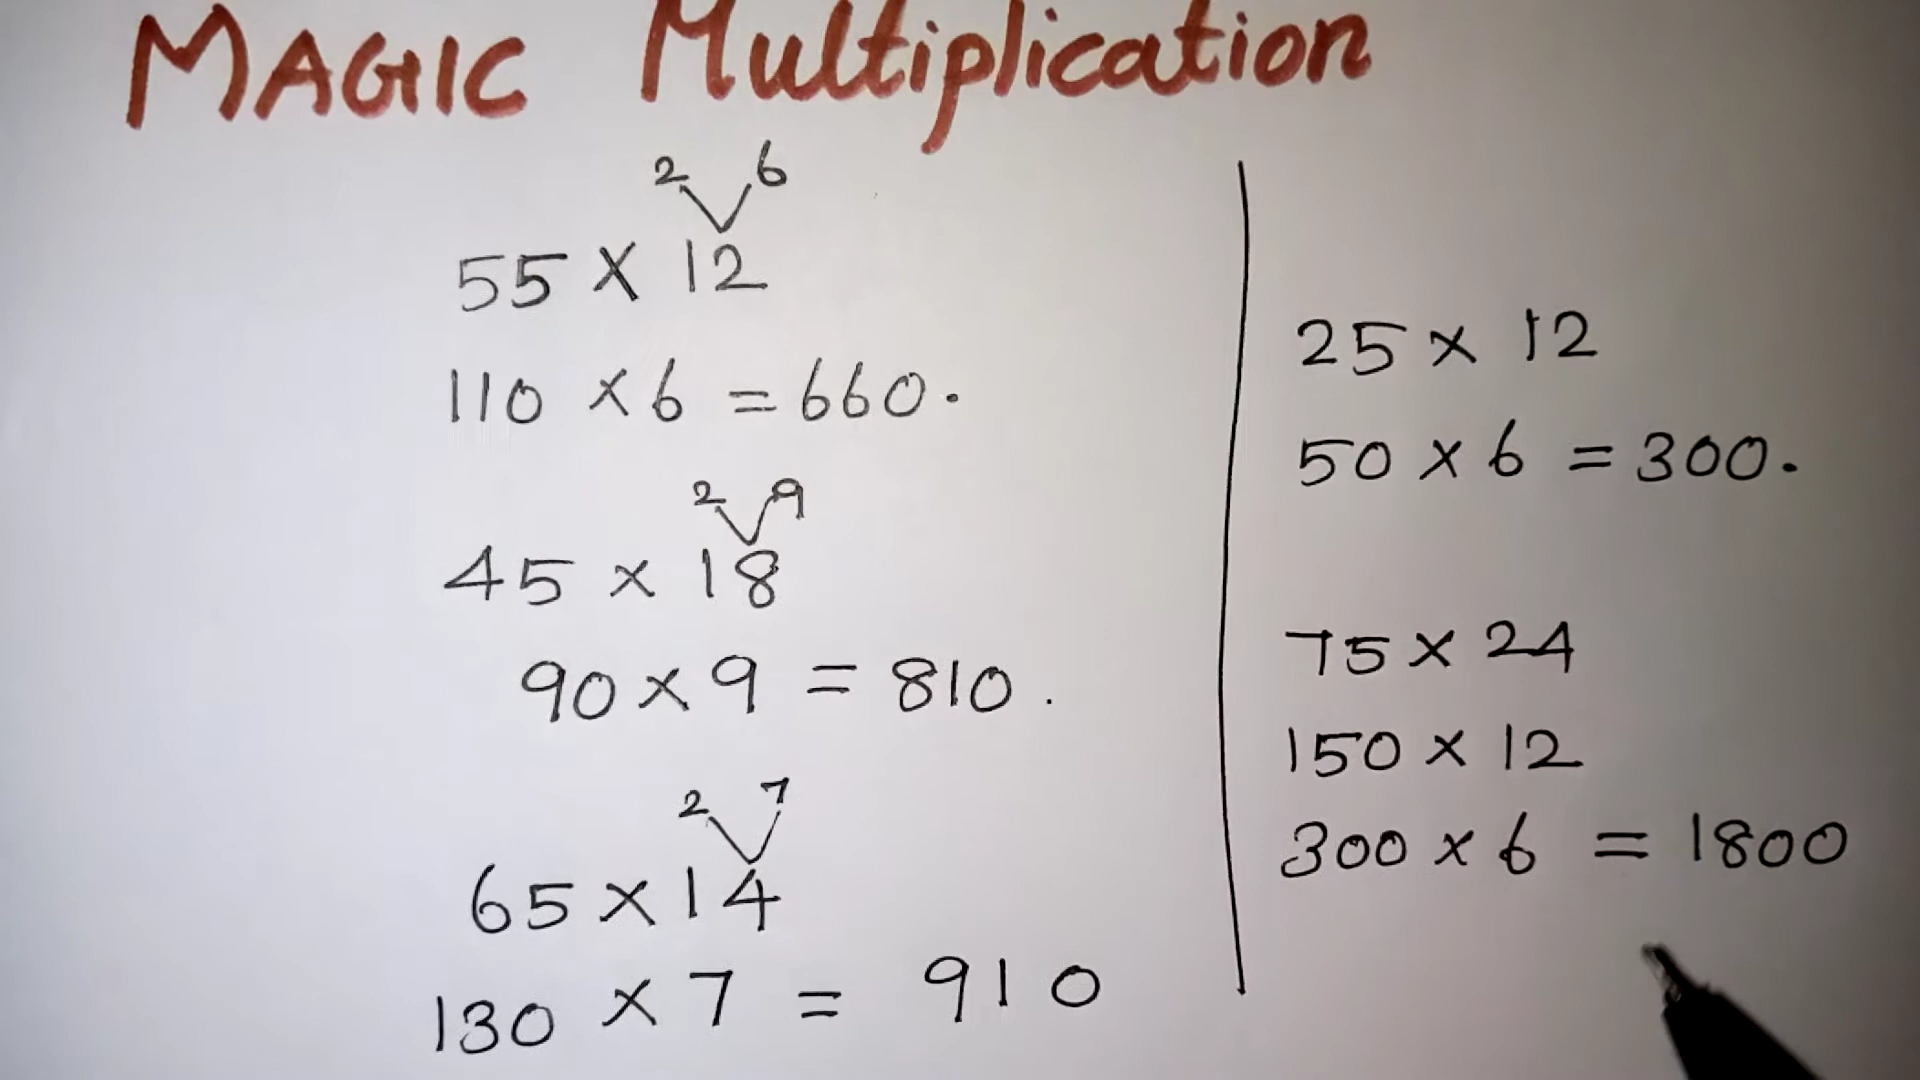 MAGIC Multiplication
2 6
55 × 12
110 × 6 = 660.
2 9
45 × 18
90 × 9 = 810.
2 7
65 × 14
130 × 7 = 910
25 × 12
50 × 6 = 300.
75 × 24
150 × 12
300 × 6 = 1800